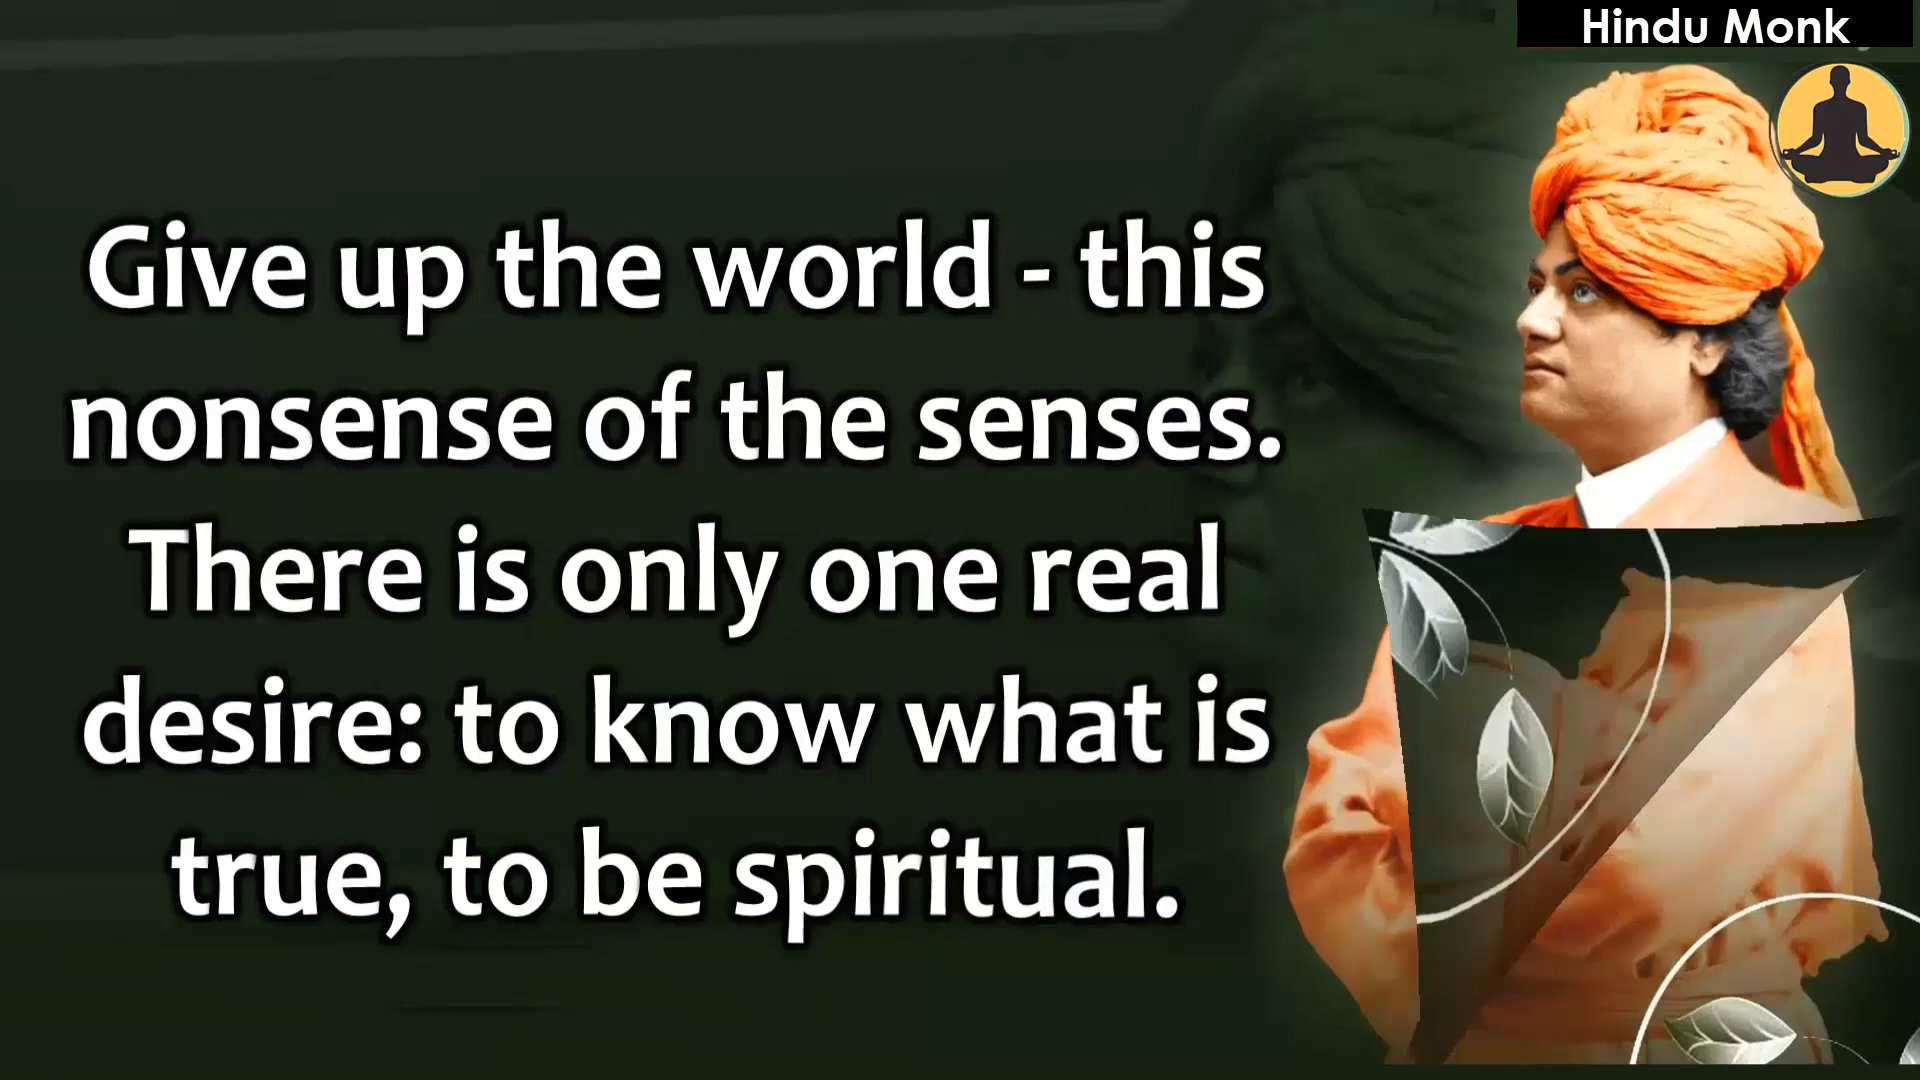 Hindu Monk
Give up the world - this
nonsense of the senses.
There is only one real
desire: to know what is
true, to be spiritual.